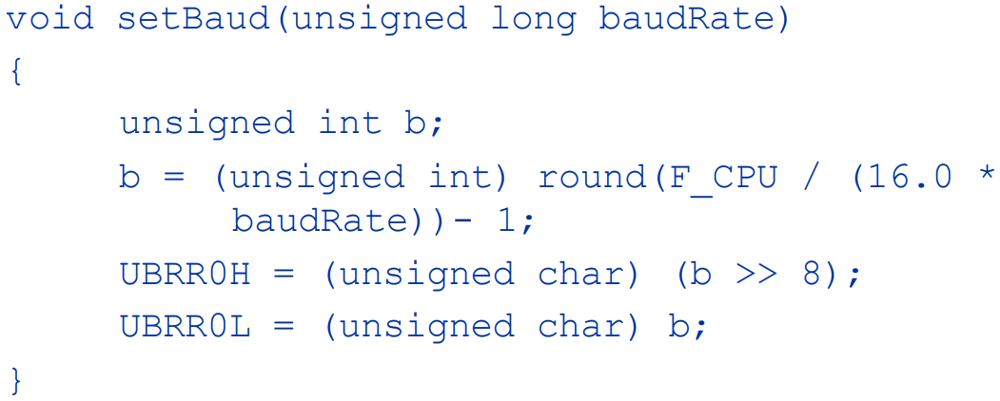 void setBaud(unsigned long baudRate)
{
unsigned int b;
b = (unsigned int) round(F_CPU / (16.0 *
baudRate))- 1;
UBRR0H = (unsigned char) (b >> 8);
UBRR0L = (unsigned char) b;
}